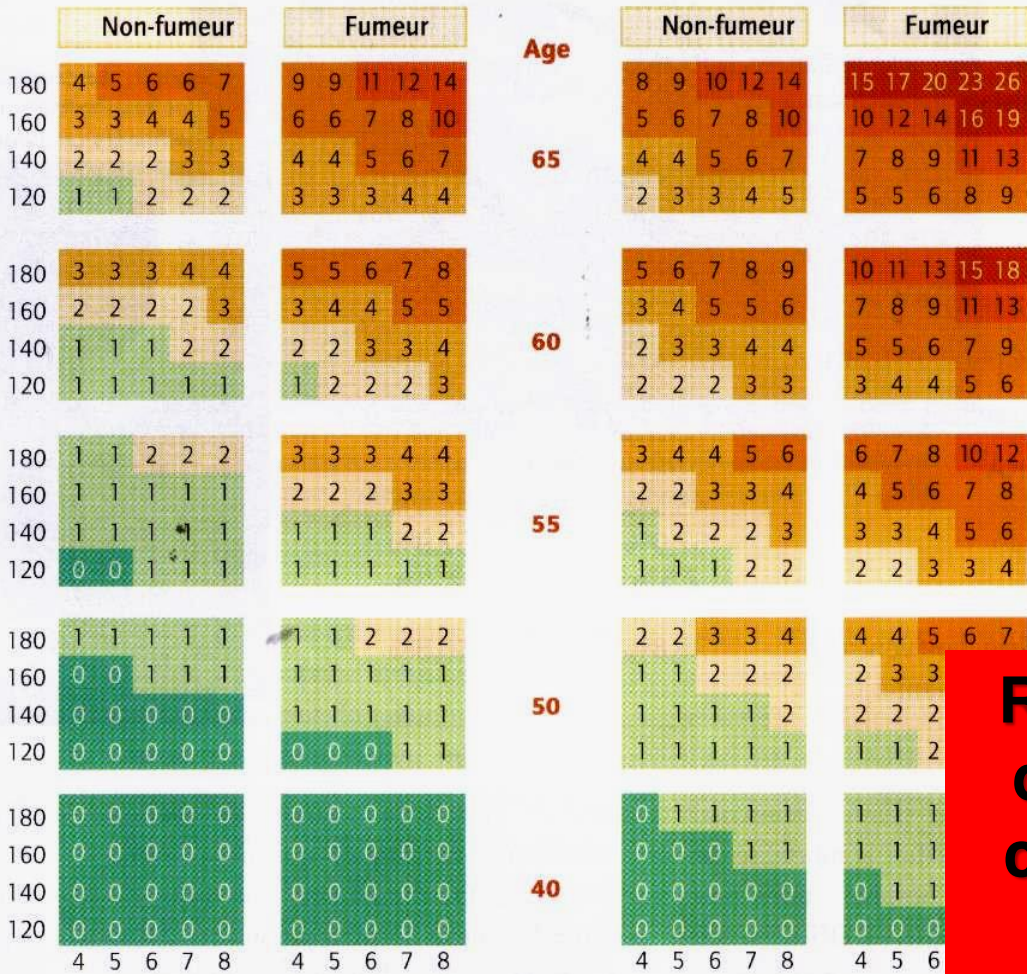 Non-fumeur Fumeur Age Non-fumeur Fumeur
180 4 5 6 6 7 9 9 11 12 14 8 9 10 12 14 15 17 20 23 26
160 3 3 4 4 5 6 6 7 8 10 5 6 7 8 10 10 12 14 16 19
65
140 2 2 2 3 3 4 4 5 6 7 4 4 5 6 7 7 8 9 11 13
120 1 1 2 2 2 3 3 3 4 4 2 3 3 4 5 5 5 6 8 9
180 3 3 3 4 4 5 5 6 7 8 5 6 7 8 9 10 11 13 15 18
160 2 2 2 2 3 3 4 4 5 5 3 4 5 5 6 7 8 9 11 13
60
140 1 1 1 2 2 2 2 3 3 4 2 3 3 4 4 5 5 6 7 9
120 1 1 1 1 1 1 2 2 2 3 2 2 2 3 3 3 4 4 5 6
180 1 1 2 2 2 3 3 3 4 4 3 4 4 5 6 6 7 8 10 12
160 1 1 1 1 1 2 2 2 3 3 2 2 3 3 4 4 5 6 7 8
55
140 1 1 1 1 1 1 1 1 2 2 1 2 2 2 3 3 3 4 5 6
120 0 0 1 1 1 1 1 1 1 1 1 1 1 2 2 2 2 3 3 4
180 1 1 1 1 1 1 1 2 2 2 2 2 3 3 4 4 4 5 6 7
160 0 0 1 1 1 1 1 1 1 1 1 1 2 2 2 2 3 3
50
140 0 0 0 0 0 1 1 1 1 1 1 1 1 1 2 2 2 2
120 0 0 0 0 0 0 0 0 1 1 1 1 1 1 1 1 1 2
180 0 0 0 0 0 0 0 0 0 0 0 1 1 1 1 1 1 1
160 0 0 0 0 0 0 0 0 0 0 0 0 0 1 1 1 1 1
40
140 0 0 0 0 0 0 0 0 0 0 0 0 0 0 0 0 1 1
120 0 0 0 0 0 0 0 0 0 0 0 0 0 0 0 0 0 0
4 5 6 7 8 4 5 6 7 8 4 5 6 7 8 4 5 6